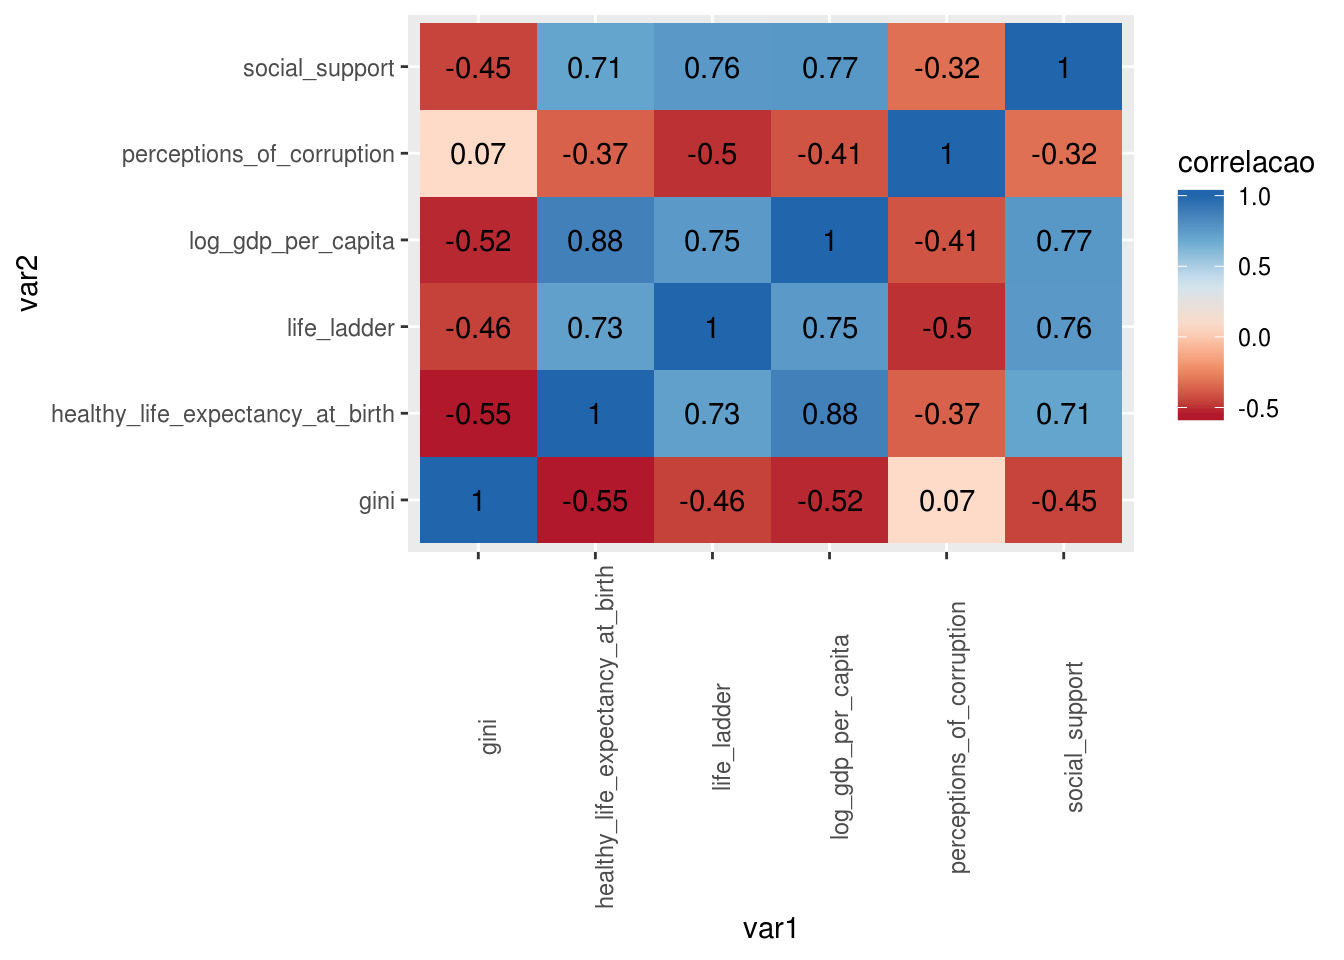 social_support -0.45 0.71 0.76 0.77 -0.32 1
perceptions_of_corruption 0.07 -0.37 -0.5 -0.41 1 -0.32
log_gdp_per_capita -0.52 0.88 0.75 1 -0.41 0.77
life_ladder -0.46 0.73 1 0.75 -0.5 0.76
healthy_life_expectancy_at_birth -0.55 1 0.73 0.88 -0.37 0.71
gini 1 -0.55 -0.46 -0.52 0.07 -0.45
var2
gini
healthy_life_expectancy_at_birth
life_ladder
log_gdp_per_capita
perceptions_of_corruption
social_support
var1
correlacao
1.0
0.5
0.0
-0.5